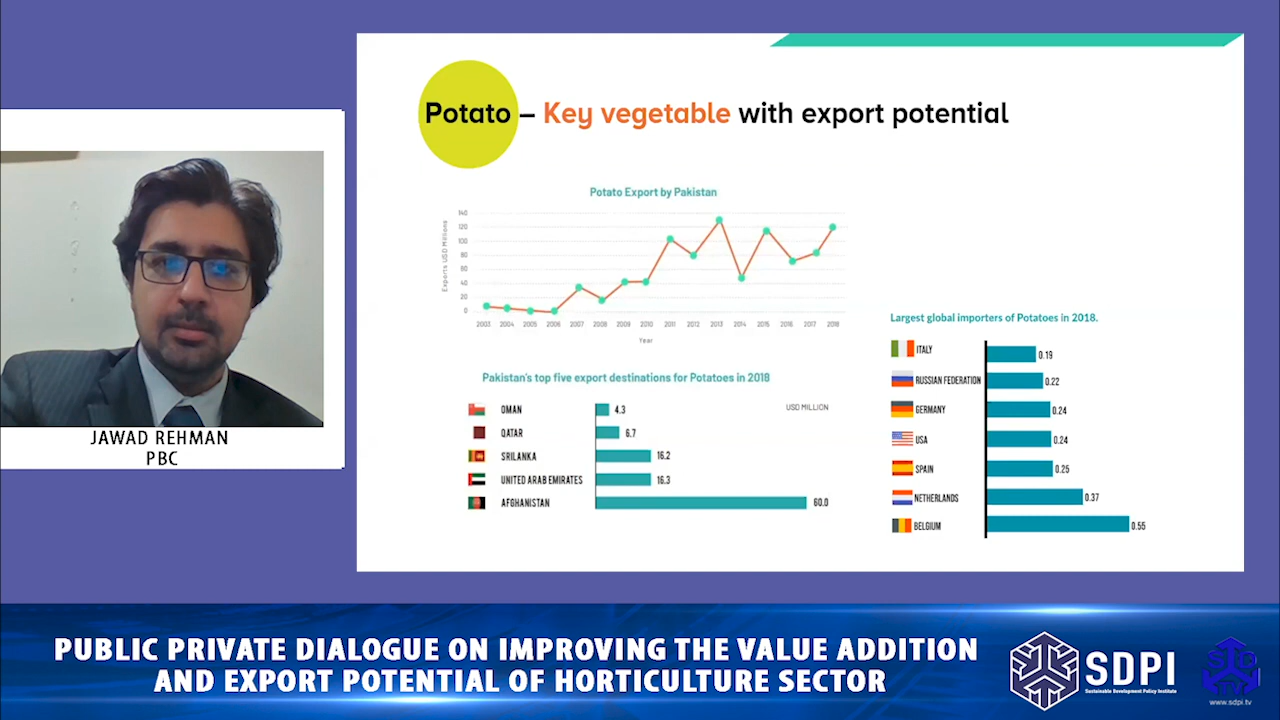 Potato – Key vegetable with export potential
Potato Export by Pakistan
Exports USD Millions
140
120
100
80
60
40
20
0
2003 2004 2005 2006 2007 2008 2009 2010 2011 2012 2013 2014 2015 2016 2017 2018
Year
Pakistan's top five export destinations for Potatoes in 2018
USD MILLION
OMAN 4.3
QATAR 6.7
SRILANKA 16.2
UNITED ARAB EMIRATES 16.3
AFGHANISTAN 60.0
Largest global importers of Potatoes in 2018.
ITALY 0.19
RUSSIAN FEDERATION 0.22
GERMANY 0.24
USA 0.24
SPAIN 0.25
NETHERLANDS 0.37
BELGIUM 0.55
JAWAD REHMAN
PBC
PUBLIC PRIVATE DIALOGUE ON IMPROVING THE VALUE ADDITION
AND EXPORT POTENTIAL OF HORTICULTURE SECTOR
SDPI
Sustainable Development Policy Institute
www.sdpi.tv